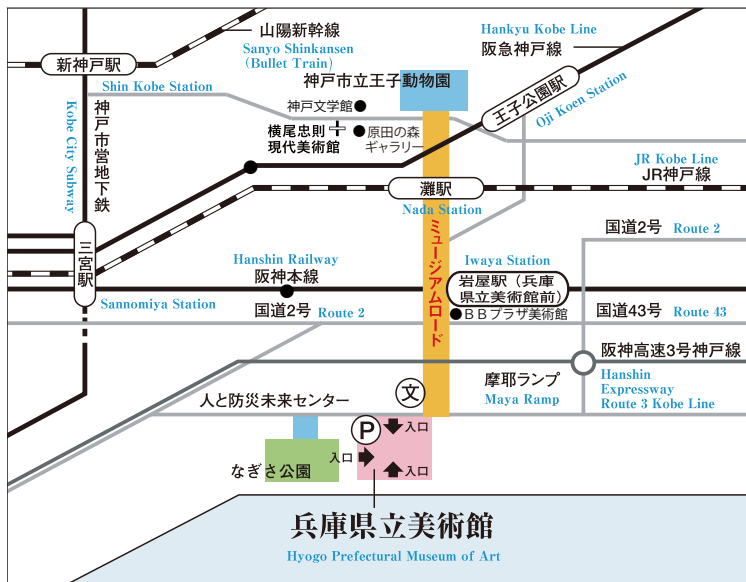 山陽新幹線
Sanyo Shinkansen
(Bullet Train)
Hankyu Kobe Line
阪急神戸線
新神戸駅
Shin Kobe Station
神戸市立王子動物園
王子公園駅
Oji Koen Station
神戸文学館
横尾忠則
現代美術館
原田の森
ギャラリー
神戸市営地下鉄
Kobe City Subway
JR Kobe Line
JR神戸線
灘駅
Nada Station
ミュージアムロード
三宮駅
Sannomiya Station
Hanshin Railway
阪神本線
Iwaya Station
岩屋駅(兵庫
県立美術館前)
BBプラザ美術館
国道2号 Route 2
国道2号 Route 2
国道43号 Route 43
阪神高速3号神戸線
Hanshin
Expressway
Route 3 Kobe Line
摩耶ランプ
Maya Ramp
文
人と防災未来センター
P
入口
入口
入口
なぎさ公園
兵庫県立美術館
Hyogo Prefectural Museum of Art